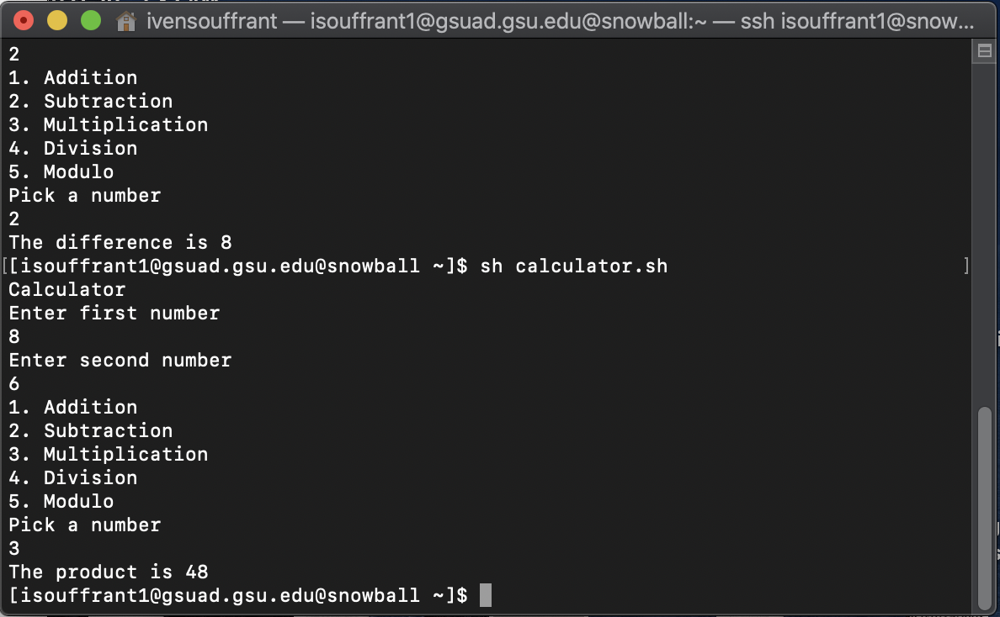 ivensouffrant — isouffrant1@gsuad.gsu.edu@snowball:~ — ssh isouffrant1@snow...
2
1. Addition
2. Subtraction
3. Multiplication
4. Division
5. Modulo
Pick a number
2
The difference is 8
[[isouffrant1@gsuad.gsu.edu@snowball ~]$ sh calculator.sh ]
Calculator
Enter first number
8
Enter second number
6
1. Addition
2. Subtraction
3. Multiplication
4. Division
5. Modulo
Pick a number
3
The product is 48
[isouffrant1@gsuad.gsu.edu@snowball ~]$